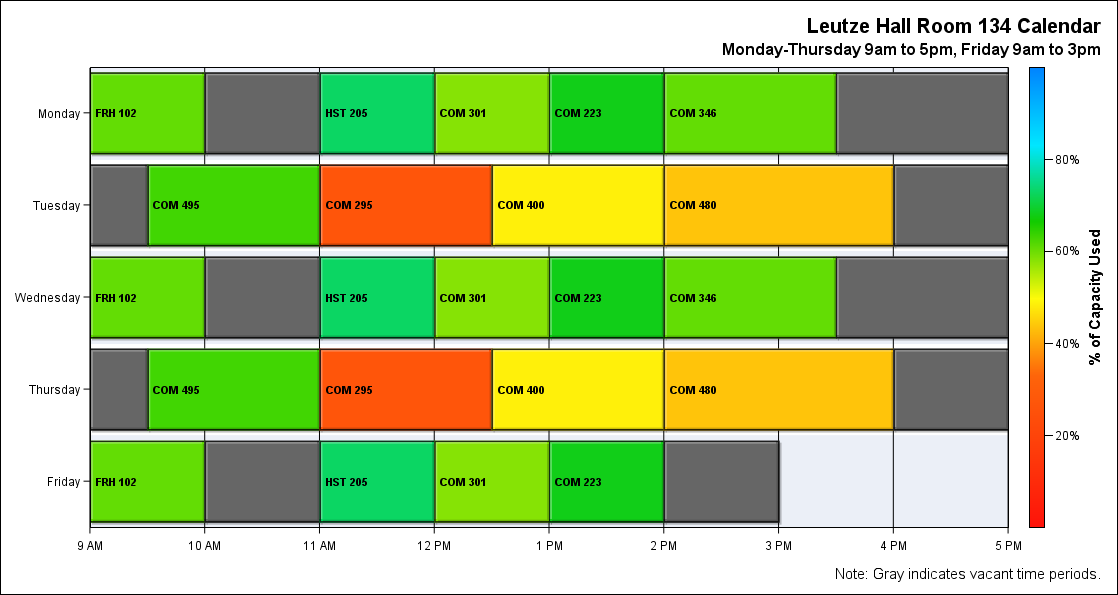 Leutze Hall Room 134 Calendar
Monday-Thursday 9am to 5pm, Friday 9am to 3pm
Monday
FRH 102
HST 205
COM 301
COM 223
COM 346
Tuesday
COM 495
COM 295
COM 400
COM 480
Wednesday
FRH 102
HST 205
COM 301
COM 223
COM 346
Thursday
COM 495
COM 295
COM 400
COM 480
Friday
FRH 102
HST 205
COM 301
COM 223
9 AM
10 AM
11 AM
12 PM
1 PM
2 PM
3 PM
4 PM
5 PM
80%
60%
40%
20%
% of Capacity Used
Note: Gray indicates vacant time periods.